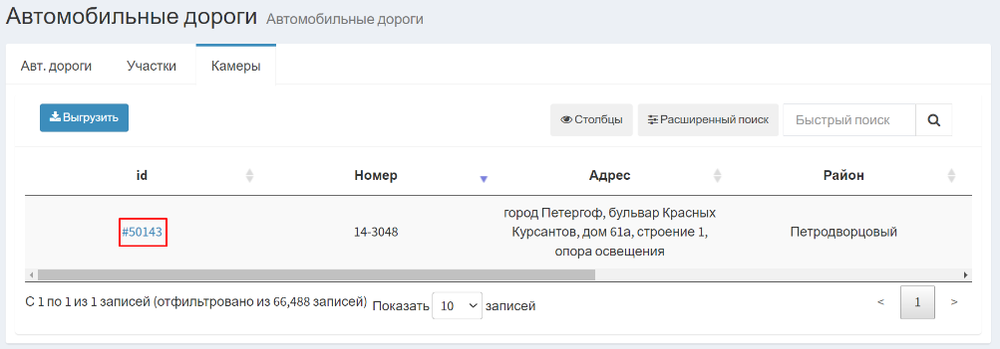 Автомобильные дороги Автомобильные дороги
Авт. дороги Участки Камеры
Выгрузить Столбцы Расширенный поиск Быстрый поиск
id Номер Адрес Район
#50143 14-3048 город Петергоф, бульвар Красных Петродворцовый
Курсантов, дом 61а, строение 1,
опора освещения
С 1 по 1 из 1 записей (отфильтровано из 66,488 записей) Показать 10 записей < 1 >